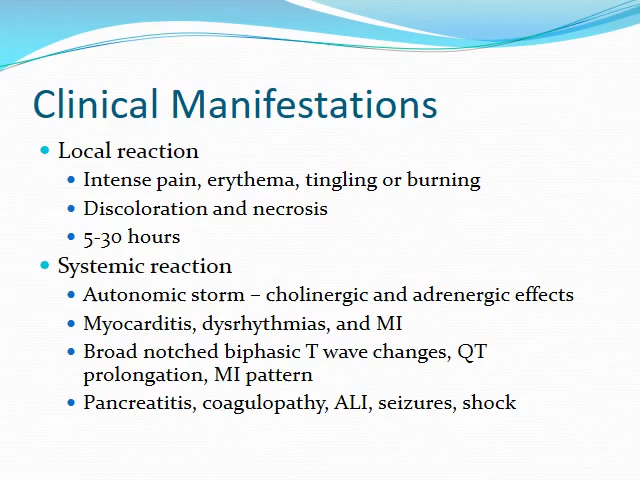 Clinical Manifestations
• Local reaction
• Intense pain, erythema, tingling or burning
• Discoloration and necrosis
• 5-30 hours
• Systemic reaction
• Autonomic storm – cholinergic and adrenergic effects
• Myocarditis, dysrhythmias, and MI
• Broad notched biphasic T wave changes, QT
prolongation, MI pattern
• Pancreatitis, coagulopathy, ALI, seizures, shock